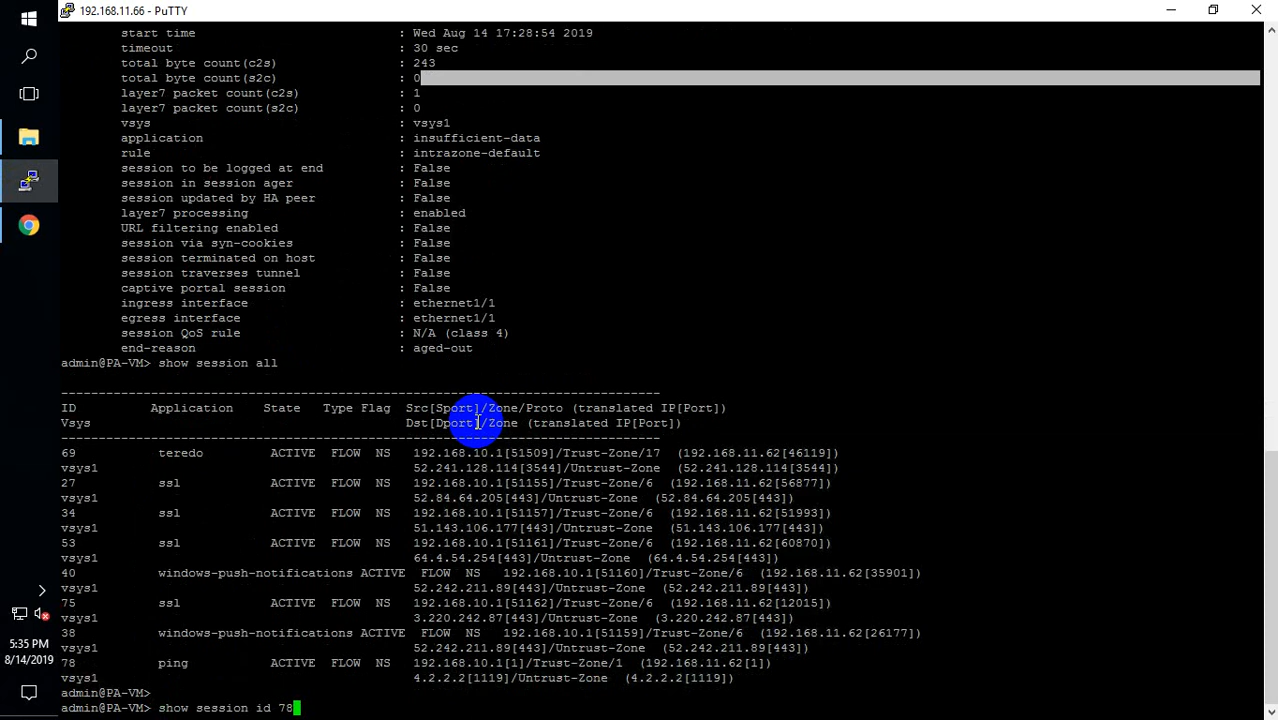 192.168.11.66 - PuTTY
start time : Wed Aug 14 17:28:54 2019
timeout : 30 sec
total byte count(c2s) : 243
total byte count(s2c) : 0
layer7 packet count(c2s) : 1
layer7 packet count(s2c) : 0
vsys : vsys1
application : insufficient-data
rule : intrazone-default
session to be logged at end : False
session in session ager : False
session updated by HA peer : False
layer7 processing : enabled
URL filtering enabled : False
session via syn-cookies : False
session terminated on host : False
session traverses tunnel : False
captive portal session : False
ingress interface : ethernet1/1
egress interface : ethernet1/1
session QoS rule : N/A (class 4)
end-reason : aged-out
admin@PA-VM> show session all
--------------------------------------------------------------------------------
ID Application State Type Flag Src[Sport]/Zone/Proto (translated IP[Port])
Vsys Dst[Dport]/Zone (translated IP[Port])
--------------------------------------------------------------------------------
69 teredo ACTIVE FLOW NS 192.168.10.1[51509]/Trust-Zone/17 (192.168.11.62[46119])
vsys1 52.241.128.114[3544]/Untrust-Zone (52.241.128.114[3544])
27 ssl ACTIVE FLOW NS 192.168.10.1[51155]/Trust-Zone/6 (192.168.11.62[56877])
vsys1 52.84.64.205[443]/Untrust-Zone (52.84.64.205[443])
34 ssl ACTIVE FLOW NS 192.168.10.1[51157]/Trust-Zone/6 (192.168.11.62[51993])
vsys1 51.143.106.177[443]/Untrust-Zone (51.143.106.177[443])
53 ssl ACTIVE FLOW NS 192.168.10.1[51161]/Trust-Zone/6 (192.168.11.62[60870])
vsys1 64.4.54.254[443]/Untrust-Zone (64.4.54.254[443])
40 windows-push-notifications ACTIVE FLOW NS 192.168.10.1[51160]/Trust-Zone/6 (192.168.11.62[35901])
vsys1 52.242.211.89[443]/Untrust-Zone (52.242.211.89[443])
75 ssl ACTIVE FLOW NS 192.168.10.1[51162]/Trust-Zone/6 (192.168.11.62[12015])
vsys1 3.220.242.87[443]/Untrust-Zone (3.220.242.87[443])
38 windows-push-notifications ACTIVE FLOW NS 192.168.10.1[51159]/Trust-Zone/6 (192.168.11.62[26177])
vsys1 52.242.211.89[443]/Untrust-Zone (52.242.211.89[443])
78 ping ACTIVE FLOW NS 192.168.10.1[1]/Trust-Zone/1 (192.168.11.62[1])
vsys1 4.2.2.2[1119]/Untrust-Zone (4.2.2.2[1119])
admin@PA-VM>
admin@PA-VM> show session id 78
5:35 PM
8/14/2019